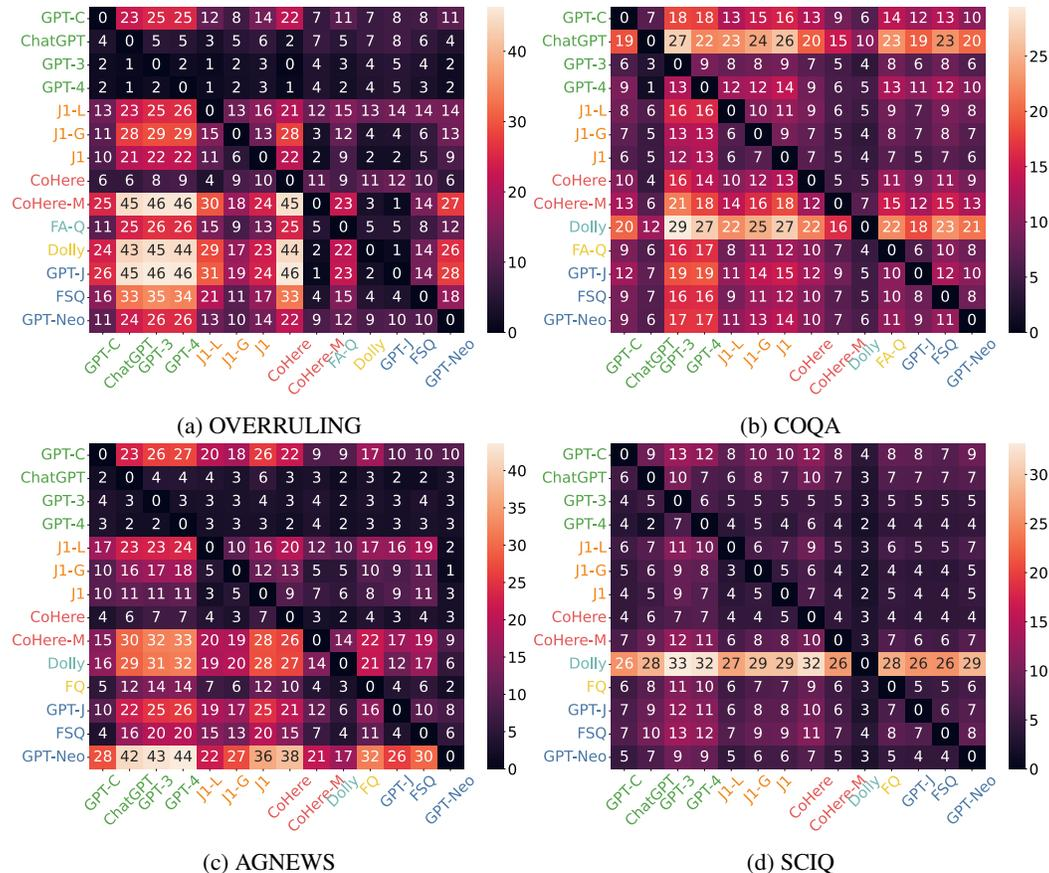 GPT-C 0 23 25 25 12 8 14 22 7 11 7 8 8 11
ChatGPT 4 0 5 5 3 5 6 2 7 5 7 8 6 4
GPT-3 2 1 0 2 1 3 3 1 4 3 4 5 4 2
GPT-4 2 1 2 0 1 2 3 1 4 2 4 5 3 2
J1-L 13 23 25 26 0 13 16 21 12 15 13 14 14 14
J1-G 11 28 29 29 15 0 13 28 3 12 4 4 6 13
J1 10 21 22 22 11 6 0 22 2 9 2 2 5 9
CoHere 6 6 8 9 4 9 10 0 11 9 11 12 10 6
CoHere-M 25 45 46 46 30 18 24 45 0 23 3 1 14 27
FA-Q 11 25 26 26 15 9 13 25 5 0 5 5 8 12
Dolly 24 43 45 44 29 17 23 44 2 22 0 1 14 26
GPT-J 26 45 46 46 31 19 24 46 1 23 2 0 14 28
FSQ 16 33 35 34 21 11 17 33 4 15 4 4 0 18
GPT-Neo 11 24 26 26 13 10 14 22 9 12 9 10 10 0
40
30
20
10
0
GPT-C ChatGPT GPT-3 GPT-4 J1-L J1-G J1 CoHere CoHere-M FA-Q Dolly GPT-J FSQ GPT-Neo
(a) OVERRULING
GPT-C 0 7 18 18 13 15 16 13 9 6 14 12 13 10
ChatGPT 19 0 27 22 23 24 26 20 15 10 23 19 23 20
GPT-3 6 3 0 9 8 8 9 9 7 5 8 6 8 6
GPT-4 9 1 13 0 12 12 14 9 6 5 13 11 12 10
J1-L 8 6 16 16 0 10 11 9 5 4 9 8 9 8
J1-G 7 5 13 13 6 0 9 7 5 4 8 7 8 7
J1 6 5 12 13 6 7 0 7 5 4 7 5 7 6
CoHere 10 4 16 14 10 12 13 0 5 5 12 9 11 9
CoHere-M 13 6 21 18 14 16 18 12 0 7 15 12 15 13
Dolly 20 12 29 27 22 25 27 22 16 0 22 18 23 21
FA-Q 9 6 16 17 8 11 12 10 6 4 0 6 9 8
GPT-J 12 7 19 19 11 14 15 12 8 5 10 0 12 10
FSQ 9 6 16 16 9 11 12 10 7 5 10 8 0 8
GPT-Neo 9 6 17 17 11 13 14 10 7 5 11 9 11 0
25
20
15
10
5
0
GPT-C ChatGPT GPT-3 GPT-4 J1-L J1-G J1 CoHere CoHere-M Dolly FA-Q GPT-J FSQ GPT-Neo
(b) COQA
GPT-C 0 23 26 27 20 18 26 22 9 9 17 10 10 10
ChatGPT 2 0 4 4 4 3 6 3 3 2 3 2 2 3
GPT-3 4 3 0 3 3 3 4 3 4 2 3 3 3 4
GPT-4 3 2 2 0 3 3 3 2 4 2 3 3 3 3
J1-L 17 23 23 24 0 10 16 20 12 10 17 16 19 2
J1-G 10 16 17 18 5 0 12 13 5 5 10 9 11 1
J1 10 11 11 11 3 5 0 9 7 6 8 9 11 3
CoHere 4 6 7 7 4 3 7 0 3 2 4 3 4 3
CoHere-M 15 30 32 33 20 19 28 26 0 14 22 17 19 9
Dolly 16 29 31 32 19 20 28 27 14 0 21 12 17 6
FQ 5 12 14 14 7 6 12 10 4 3 0 4 6 2
GPT-J 10 22 25 26 18 17 25 21 12 6 16 0 10 8
FSQ 4 16 20 20 15 13 20 15 7 5 12 3 0 6
GPT-Neo 28 42 43 44 22 27 36 38 21 17 32 26 30 0
40
35
30
25
20
15
10
5
0
GPT-C ChatGPT GPT-3 GPT-4 J1-L J1-G J1 CoHere CoHere-M Dolly FQ GPT-J FSQ GPT-Neo
(c) AGNEWS
GPT-C 0 9 13 12 8 10 10 12 8 4 8 8 7 9
ChatGPT 6 0 10 7 6 8 7 10 7 3 7 7 6 7
GPT-3 4 5 0 6 5 5 5 5 5 3 5 5 4 5
GPT-4 4 2 7 0 4 5 4 6 4 2 4 4 4 4
J1-L 6 7 11 10 0 6 7 9 5 3 6 5 5 7
J1-G 5 6 9 8 3 0 5 6 4 2 4 4 4 5
J1 4 5 9 7 4 5 0 7 4 2 4 4 4 5
CoHere 4 6 7 7 4 4 5 0 4 3 4 4 4 4
CoHere-M 7 9 12 11 6 8 8 10 0 3 7 6 6 7
Dolly 26 28 33 32 27 29 29 32 26 0 28 26 26 29
FQ 6 8 11 10 6 7 7 9 6 3 0 5 5 6
GPT-J 7 9 12 11 6 8 8 10 6 3 7 0 6 7
FSQ 7 10 13 12 8 9 9 11 7 4 8 7 0 8
GPT-Neo 5 7 9 9 5 6 6 7 5 3 5 4 4 0
30
25
20
15
10
5
0
GPT-C ChatGPT GPT-3 GPT-4 J1-L J1-G J1 CoHere CoHere-M Dolly FQ GPT-J FSQ GPT-Neo
(d) SCIQ